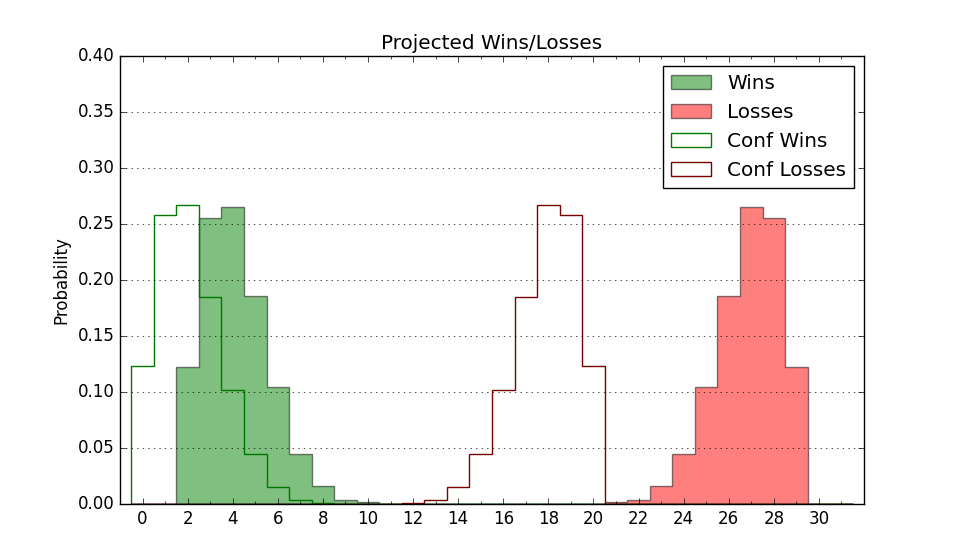 Projected Wins/Losses
0.40
0.35
0.30
0.25
0.20
0.15
0.10
0.05
0.00
Probability
Wins
Losses
Conf Wins
Conf Losses
0 2 4 6 8 10 12 14 16 18 20 22 24 26 28 30